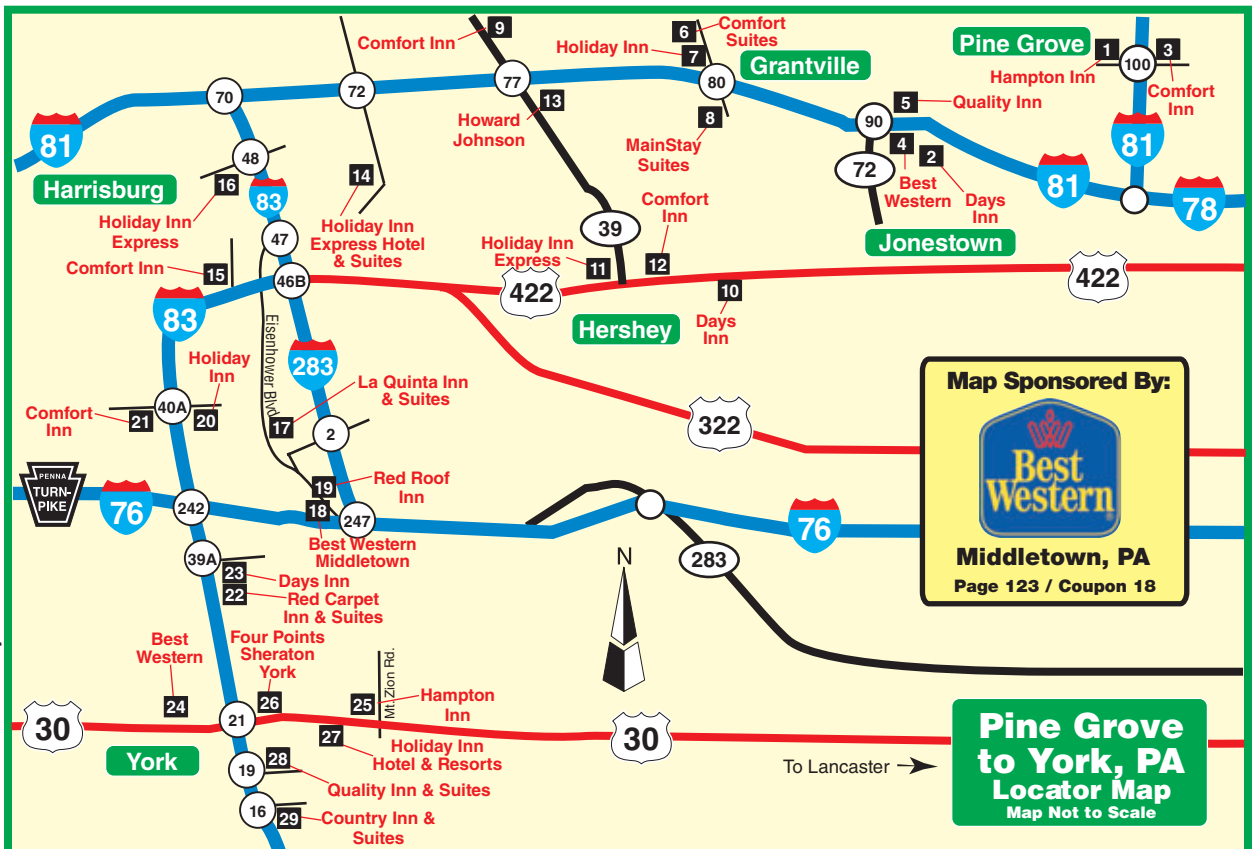 9
Comfort Inn
6
Comfort
Suites
Holiday Inn
7
Grantville
Pine Grove
1
100
3
Hampton Inn
Comfort
Inn
70
72
77
80
81
48
16
Harrisburg
Holiday Inn
Express
83
14
Holiday Inn
Express Hotel
& Suites
13
Howard
Johnson
8
MainStay
Suites
5
Quality Inn
90
4
2
72
Best
Western
Days
Inn
81
81
78
Jonestown
47
Comfort Inn
15
46B
39
Holiday Inn
Express
11
Comfort
Inn
12
422
422
Hershey
10
Days
Inn
83
Eisenhower Blvd
283
Holiday
Inn
La Quinta Inn
& Suites
17
Comfort
Inn
21
40A
20
2
322
Map Sponsored By:
Best
Western
®
Middletown, PA
Page 123 / Coupon 18
PENNA
TURN-
PIKE
76
242
19
Red Roof
Inn
18
247
Best Western
Middletown
76
283
39A
23
Days Inn
22
Red Carpet
Inn & Suites
N
Best
Western
24
Four Points
Sheraton
York
26
25
Mt. Zion Rd.
Hampton
Inn
30
21
27
Holiday Inn
Hotel & Resorts
30
York
19
28
Quality Inn & Suites
16
29
Country Inn &
Suites
To Lancaster
Pine Grove
to York, PA
Locator Map
Map Not to Scale